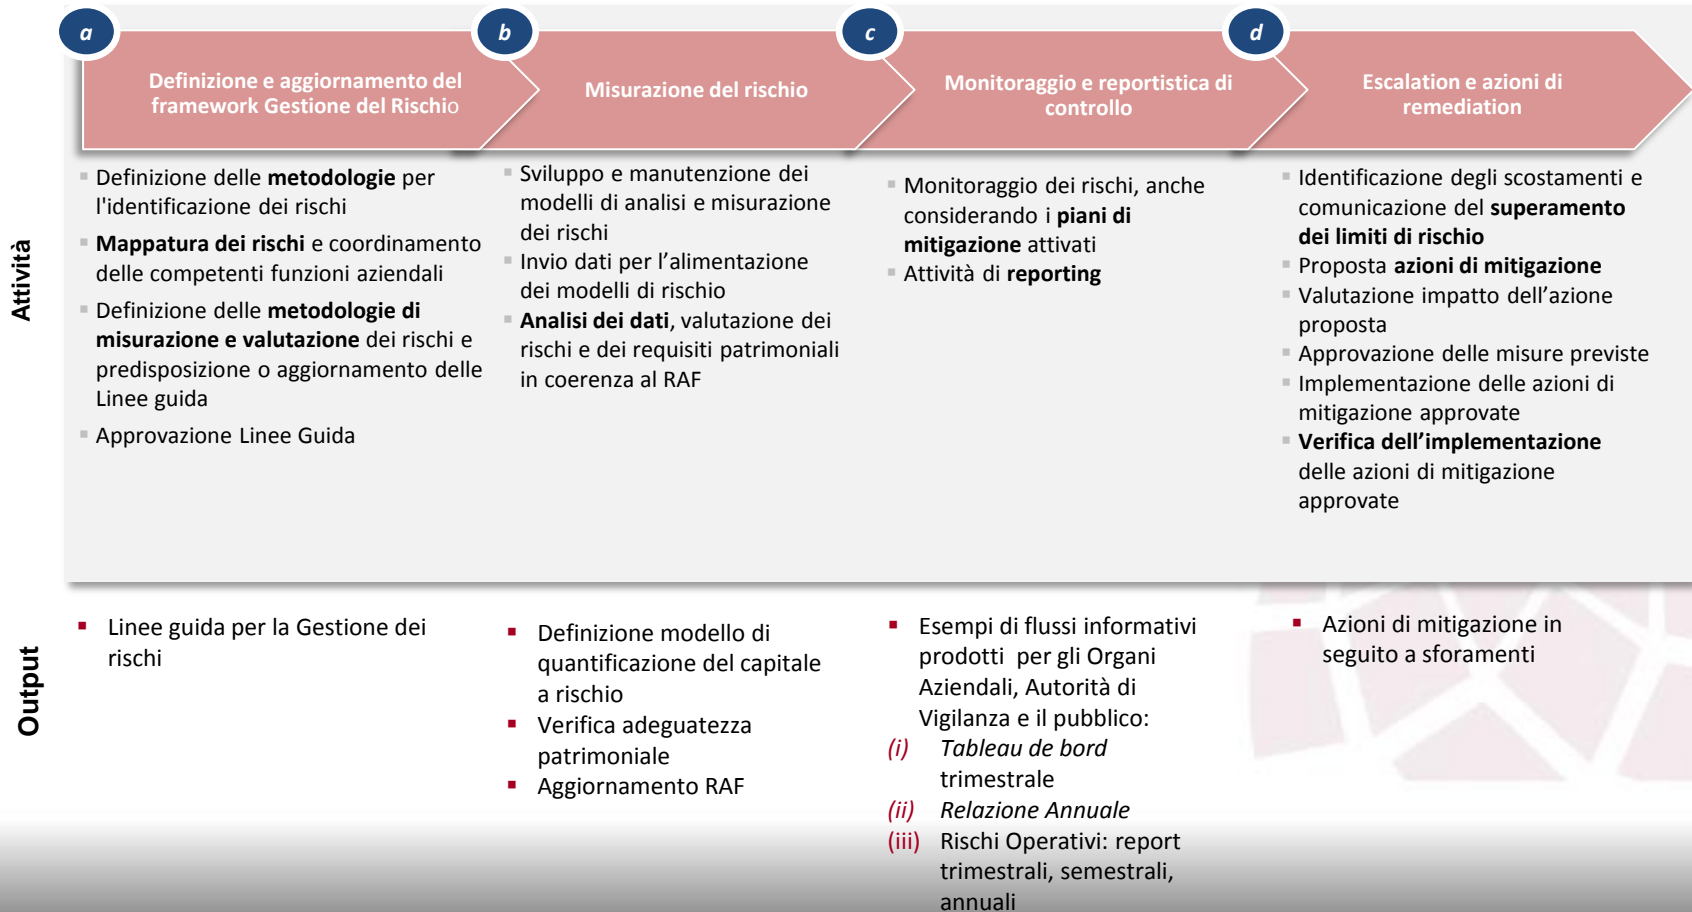 a
b
c
d
Definizione e aggiornamento del
framework Gestione del Rischio
Misurazione del rischio
Monitoraggio e reportistica di
controllo
Escalation e azioni di
remediation
Attività
Definizione delle metodologie per
l'identificazione dei rischi
Mappatura dei rischi e coordinamento
delle competenti funzioni aziendali
Definizione delle metodologie di
misurazione e valutazione dei rischi e
predisposizione o aggiornamento delle
Linee guida
Approvazione Linee Guida
Sviluppo e manutenzione dei
modelli di analisi e misurazione
dei rischi
Invio dati per l’alimentazione
dei modelli di rischio
Analisi dei dati, valutazione dei
rischi e dei requisiti patrimoniali
in coerenza al RAF
Monitoraggio dei rischi, anche
considerando i piani di
mitigazione attivati
Attività di reporting
Identificazione degli scostamenti e
comunicazione del superamento
dei limiti di rischio
Proposta azioni di mitigazione
Valutazione impatto dell’azione
proposta
Approvazione delle misure previste
Implementazione delle azioni di
mitigazione approvate
Verifica dell’implementazione
delle azioni di mitigazione
approvate
Output
Linee guida per la Gestione dei
rischi
Definizione modello di
quantificazione del capitale
a rischio
Verifica adeguatezza
patrimoniale
Aggiornamento RAF
Esempi di flussi informativi
prodotti per gli Organi
Aziendali, Autorità di
Vigilanza e il pubblico:
(i) Tableau de bord
trimestrale
(ii) Relazione Annuale
(iii) Rischi Operativi: report
trimestrali, semestrali,
annuali
Azioni di mitigazione in
seguito a sforamenti